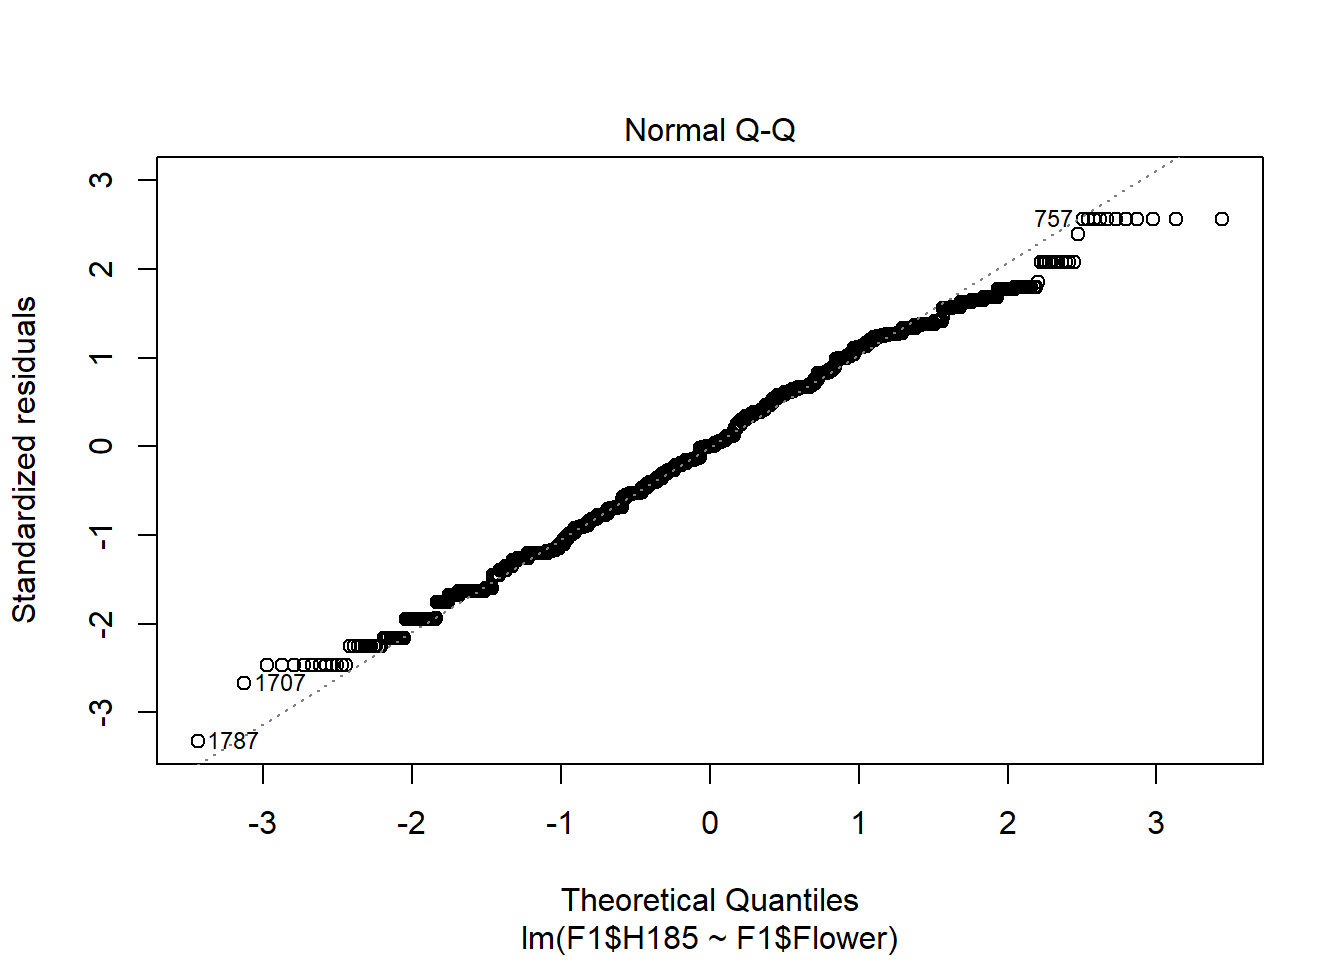 Normal Q-Q
Standardized residuals
3
2
1
0
-1
-2
-3
757
1707
1787
-3 -2 -1 0 1 2 3
Theoretical Quantiles
lm(F1$H185 ~ F1$Flower)